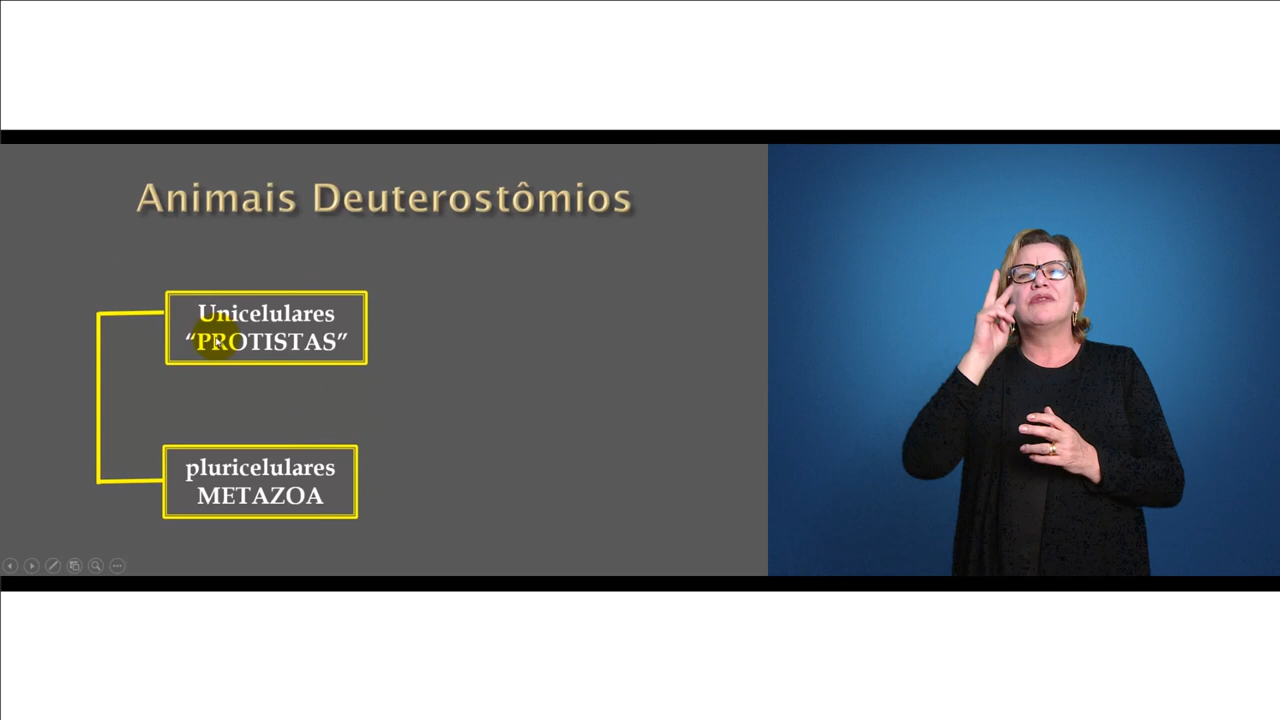 Animais Deuterostômios
Unicelulares
“PROTISTAS”
pluricelulares
METAZOA